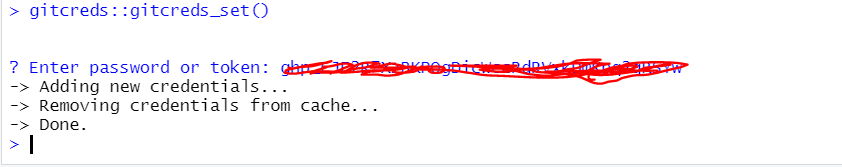 > gitcreds::gitcreds_set()
? Enter password or token:
-> Adding new credentials...
-> Removing credentials from cache...
-> Done.
>